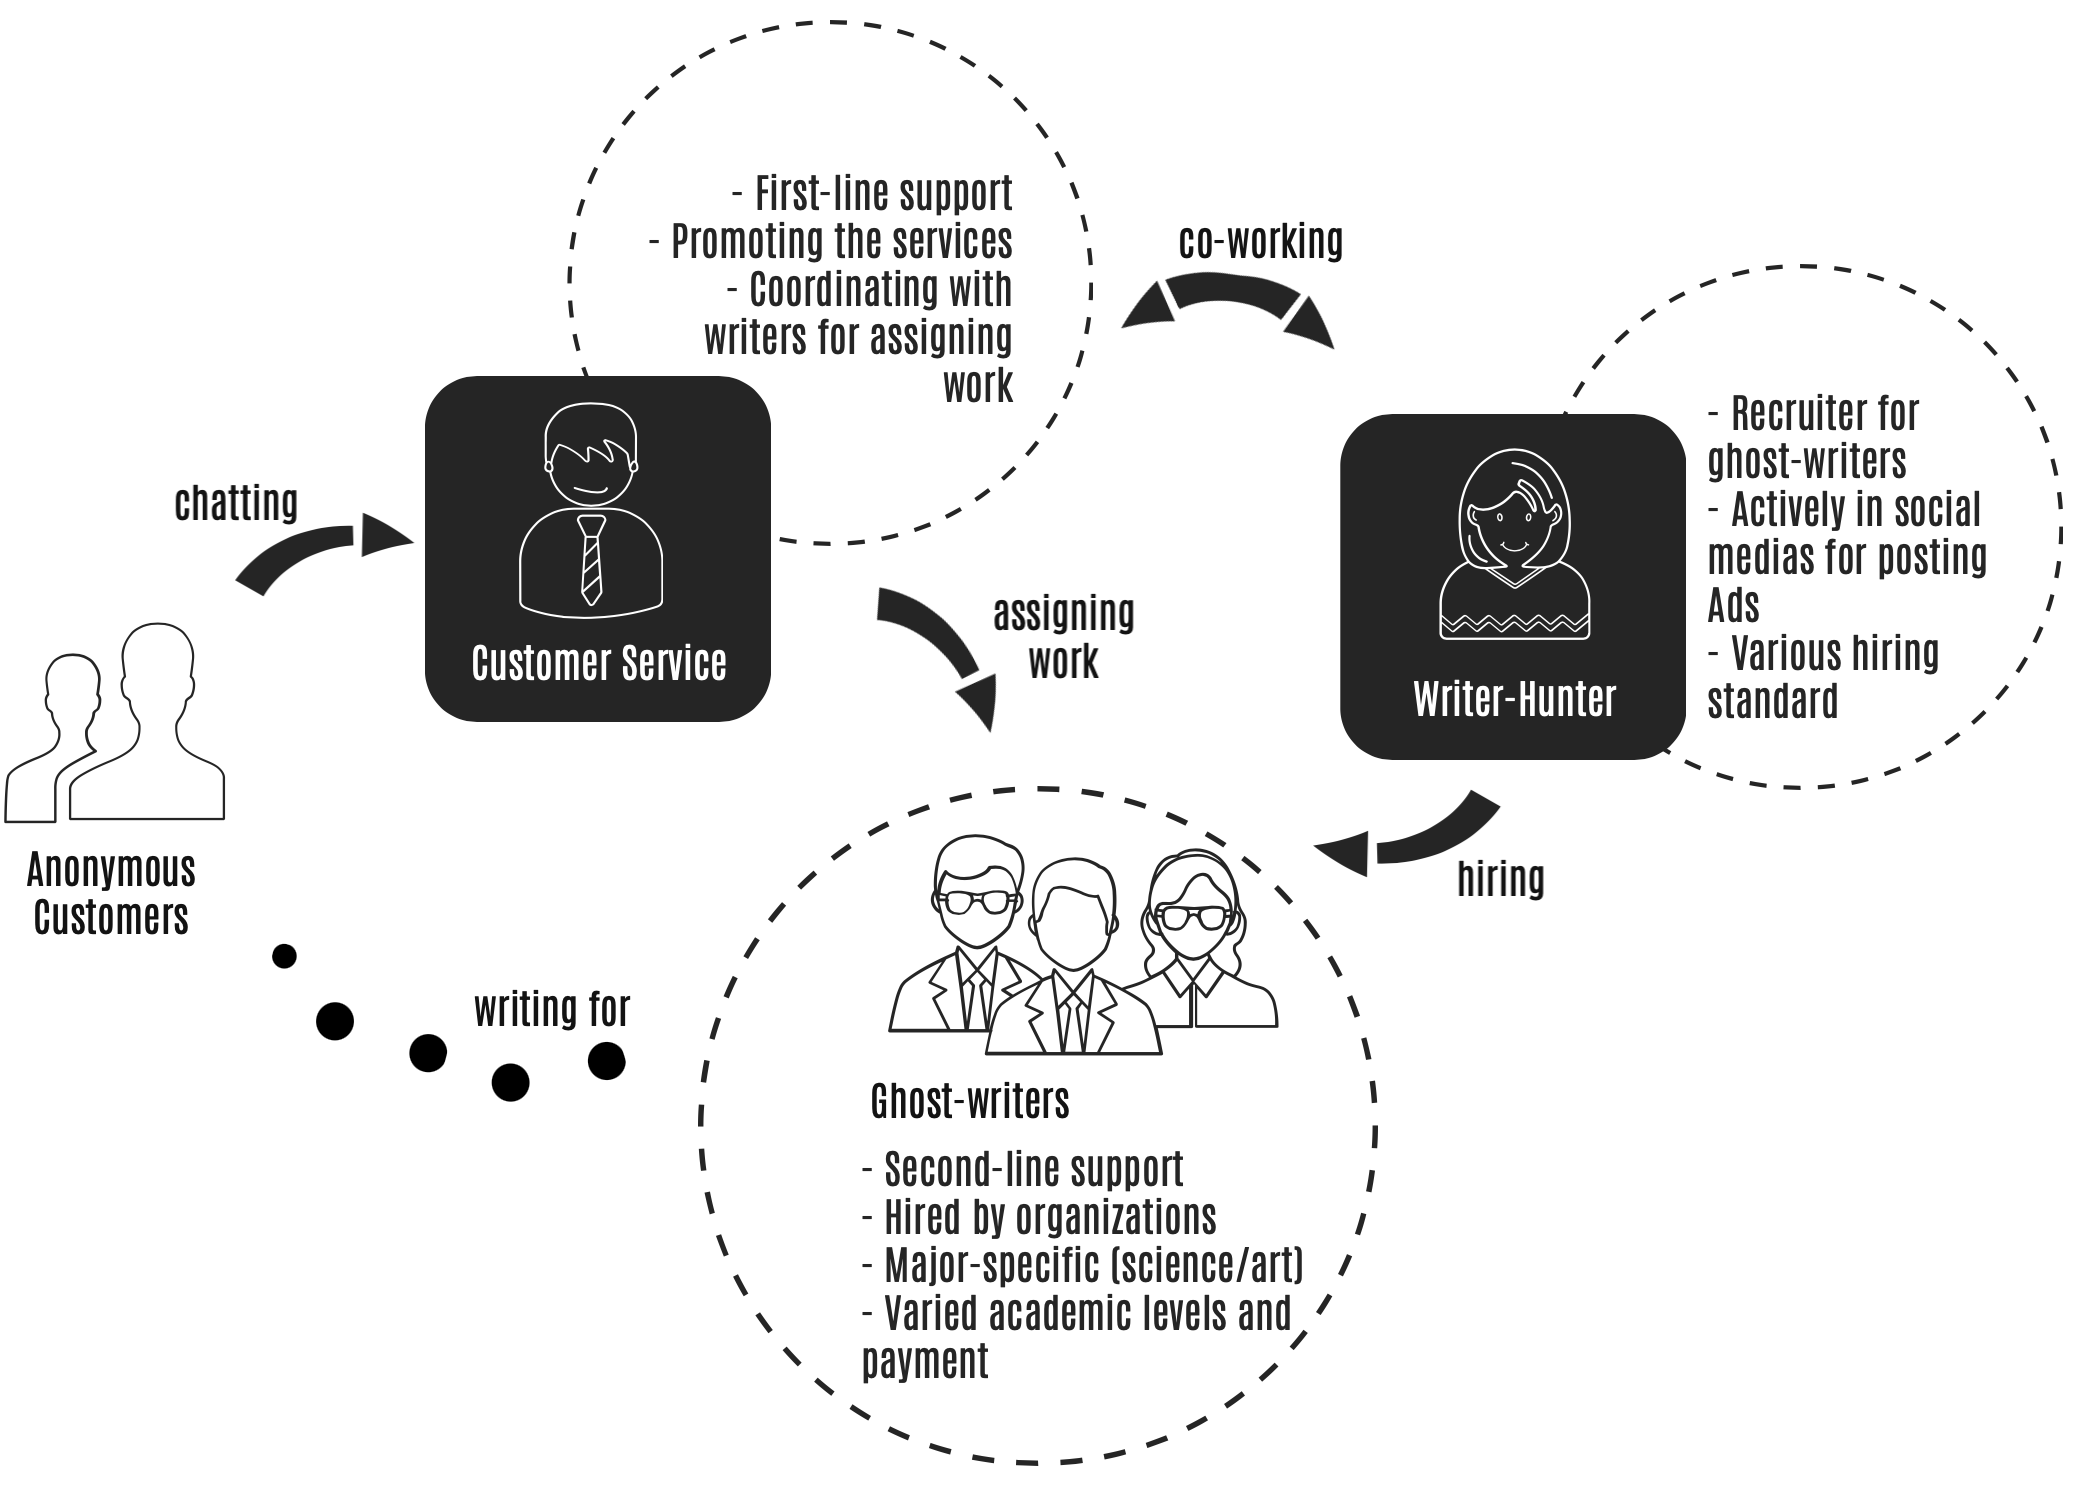 - First-line support
- Promoting the services
- Coordinating with
writers for assigning
work
co-working
- Recruiter for
ghost-writers
- Actively in social
medias for posting
Ads
- Various hiring
standard
chatting
Customer Service
assigning
work
Writer-Hunter
Anonymous
Customers
hiring
writing for
Ghost-writers
- Second-line support
- Hired by organizations
- Major-specific (science/art)
- Varied academic levels and
payment